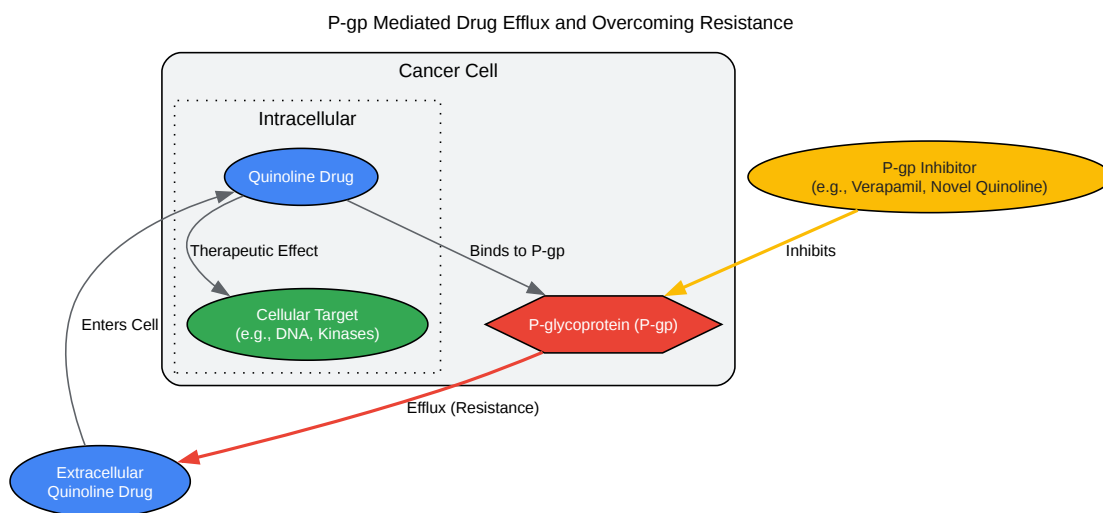 P-gp Mediated Drug Efflux and Overcoming Resistance
Cancer Cell
Intracellular
Quinoline Drug
P-gp Inhibitor
(e.g., Verapamil, Novel Quinoline)
Therapeutic Effect
Binds to P-gp
Inhibits
Enters Cell
Cellular Target
(e.g., DNA, Kinases)
P-glycoprotein (P-gp)
Efflux (Resistance)
Extracellular
Quinoline Drug